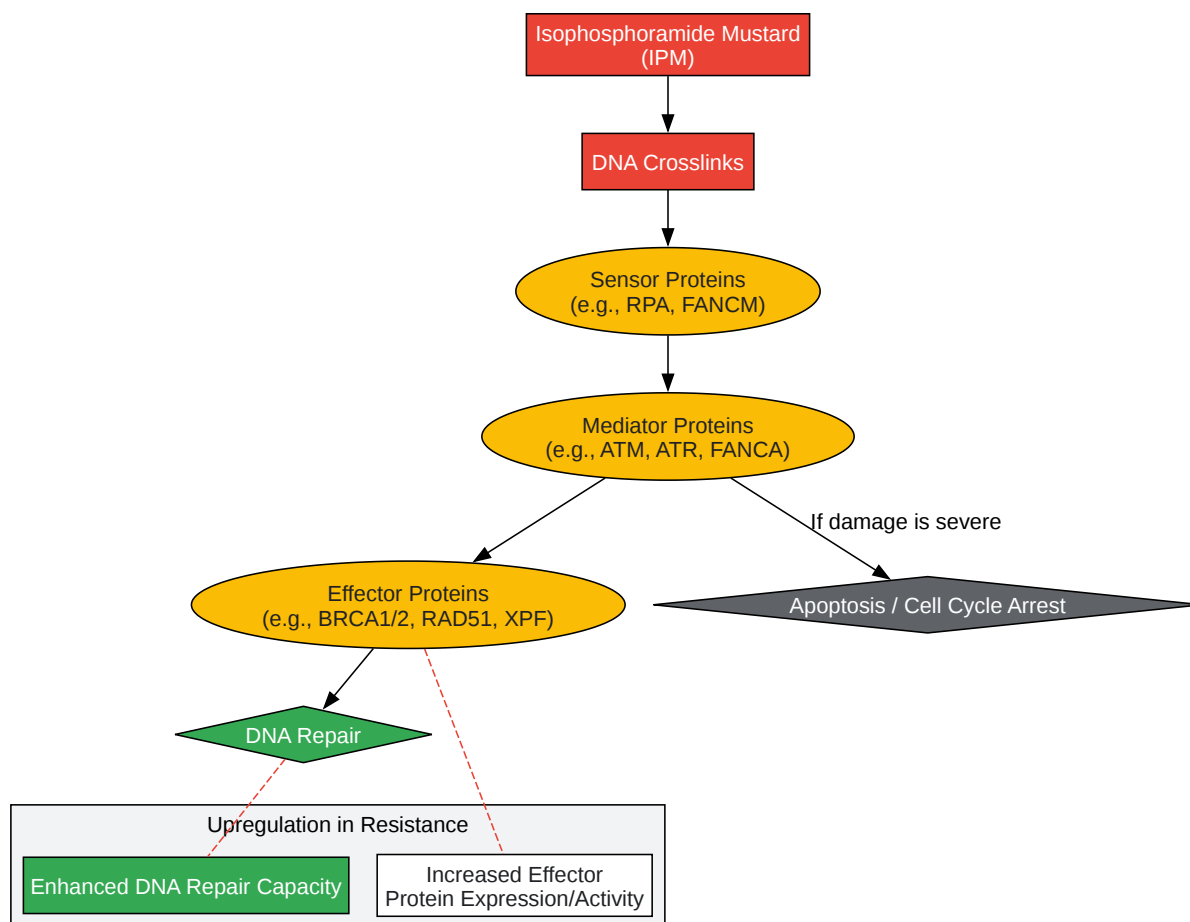 Isophosphoramide Mustard
(IPM)
DNA Crosslinks
Sensor Proteins
(e.g., RPA, FANCM)
Mediator Proteins
(e.g., ATM, ATR, FANCA)
If damage is severe
Effector Proteins
(e.g., BRCA1/2, RAD51, XPF)
Apoptosis / Cell Cycle Arrest
DNA Repair
Upregulation in Resistance
Enhanced DNA Repair Capacity
Increased Effector
Protein Expression/Activity